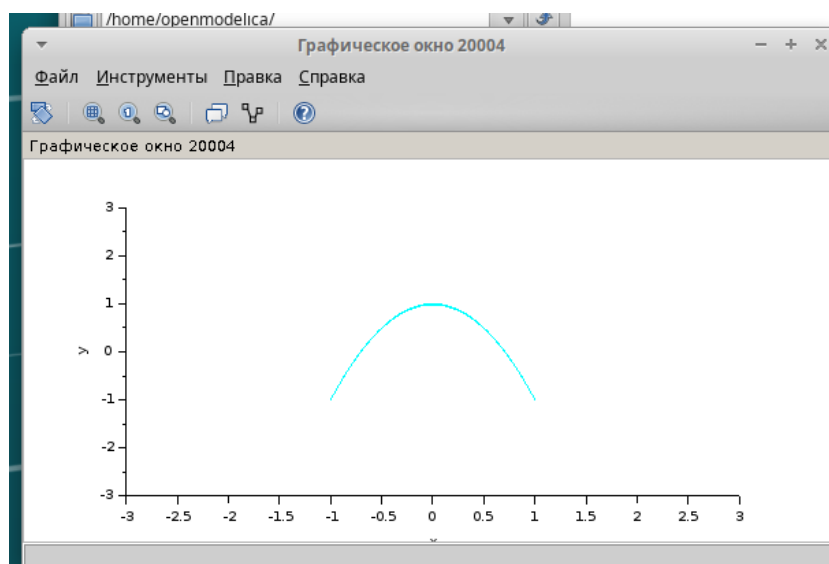 /home/openmodelica/
Графическое окно 20004
Файл Инструменты Правка Справка
Графическое окно 20004
3
2
1
y
0
-1
-2
-3
-3 -2.5 -2 -1.5 -1 -0.5 0 0.5 1 1.5 2 2.5 3